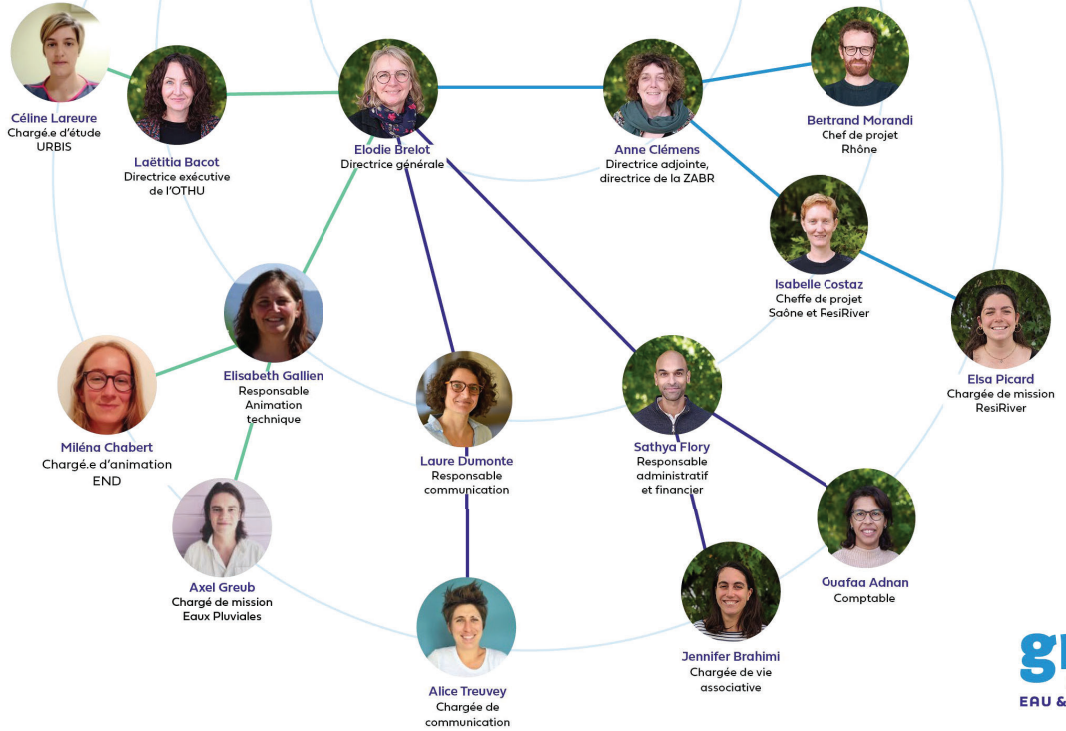 Céline Lareure
Chargé.e d'étude
URBIS
Laëtitia Bacot
Directrice exécutive
de l'OTHU
Elodie Brelot
Directrice générale
Anne Clémens
Directrice adjointe,
directrice de la ZABR
Bertrand Morandi
Chef de projet
Rhône
Isabelle Costaz
Cheffe de projet
Saône et ResiRiver
Elsa Picard
Chargée de mission
ResiRiver
Elisabeth Gallien
Responsable
Animation
technique
Miléna Chabert
Chargé.e d'animation
END
Laure Dumonte
Responsable
communication
Sathya Flory
Responsable
administratif
et financier
Axel Greub
Chargé de mission
Eaux Pluviales
Ouafaa Adnan
Comptable
Jennifer Brahimi
Chargée de vie
associative
Alice Treuvey
Chargée de
communication
EAU &